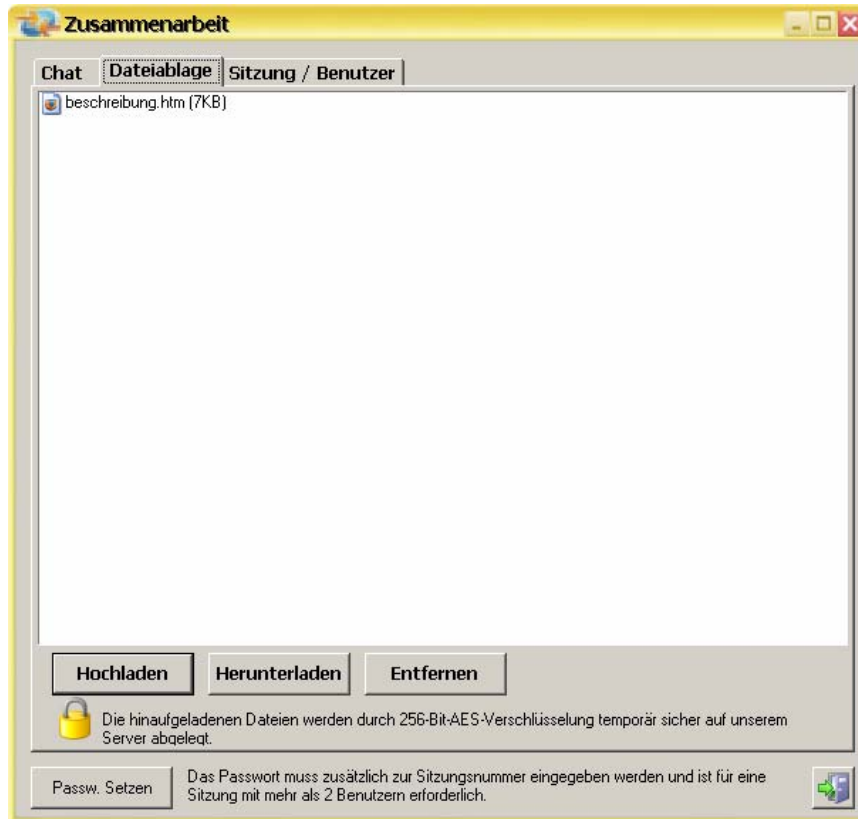 Zusammenarbeit
Chat Dateiablage Sitzung / Benutzer
beschreibung.htm (7KB)
Hochladen Herunterladen Entfernen
Die hinaufgeladenen Dateien werden durch 256-Bit-AES-Verschlüsselung temporär sicher auf unserem
Server abgelegt.
Passw. Setzen
Das Passwort muss zusätzlich zur Sitzungsnummer eingegeben werden und ist für eine
Sitzung mit mehr als 2 Benutzern erforderlich.